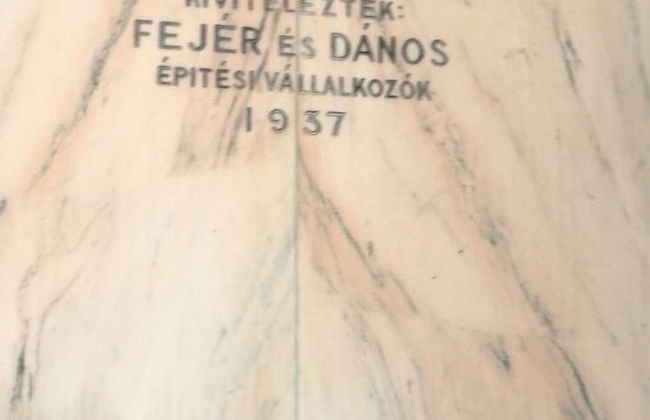 KIVITELEZTÉK:
FEJÉR ÉS DÁNOS
ÉPITÉSI VÁLLALKOZÓK
1937